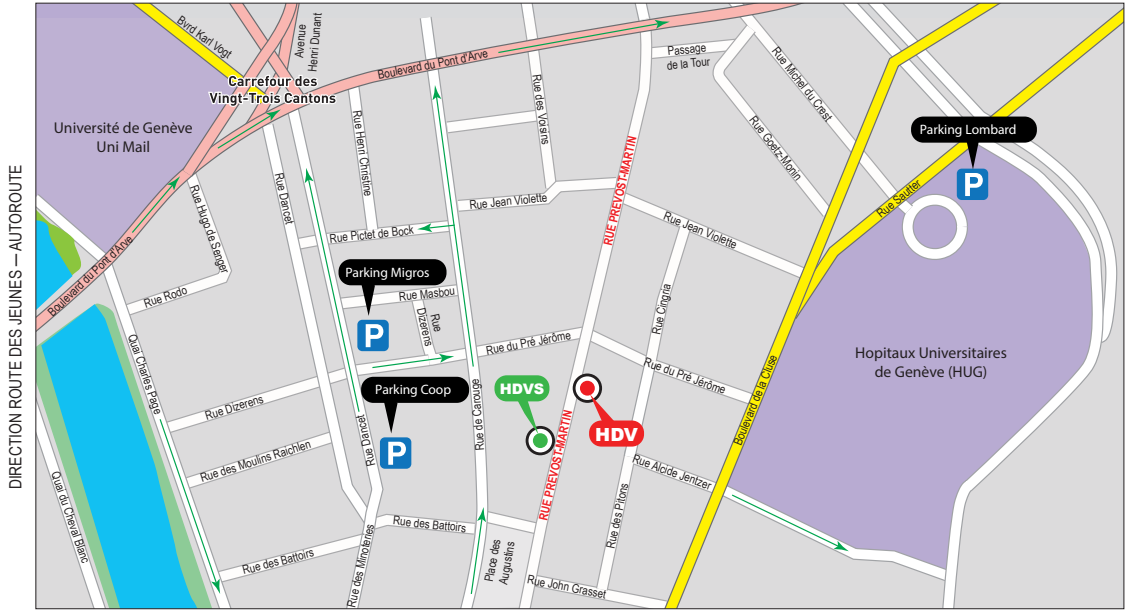 DIRECTION ROUTE DES JEUNES – AUTOROUTE
Bvrd Karl Vogt
Avenue
Henri Dunant
Boulevard du Pont d'Arve
Carrefour des
Vingt-Trois Cantons
Passage
de la Tour
Rue Michel du Crest
Université de Genève
Uni Mail
Rue Henri Christine
Rue des Voisins
Rue Goetz-Monin
Parking Lombard
P
RUE PREVOST-MARTIN
Rue Sautter
Rue Hugo de Senger
Rue Dancet
Rue Jean Violette
Rue Jean Violette
Rue Pictet de Bock
Boulevard du Pont d'Arve
Parking Migros
P
Rue Rodo
Rue Masbou
Rue
Dizerens
Rue Cingria
Quai Charles Page
Rue du Pré Jérôme
Rue du Pré Jérôme
Hopitaux Universitaires
de Genève (HUG)
Parking Coop
P
HDVS
HDV
Rue Dizerens
Rue de Carouge
Boulevard de la Cluse
Rue Dancet
Rue des Moulins Raichlen
RUE PREVOST-MARTIN
Rue Alcide Jentzer
Quai du Cheval Blanc
Rue des Battoirs
Rue des Pitons
Rue des Battoirs
Rue des Minoteries
Place des
Augustins
Rue John Grasset